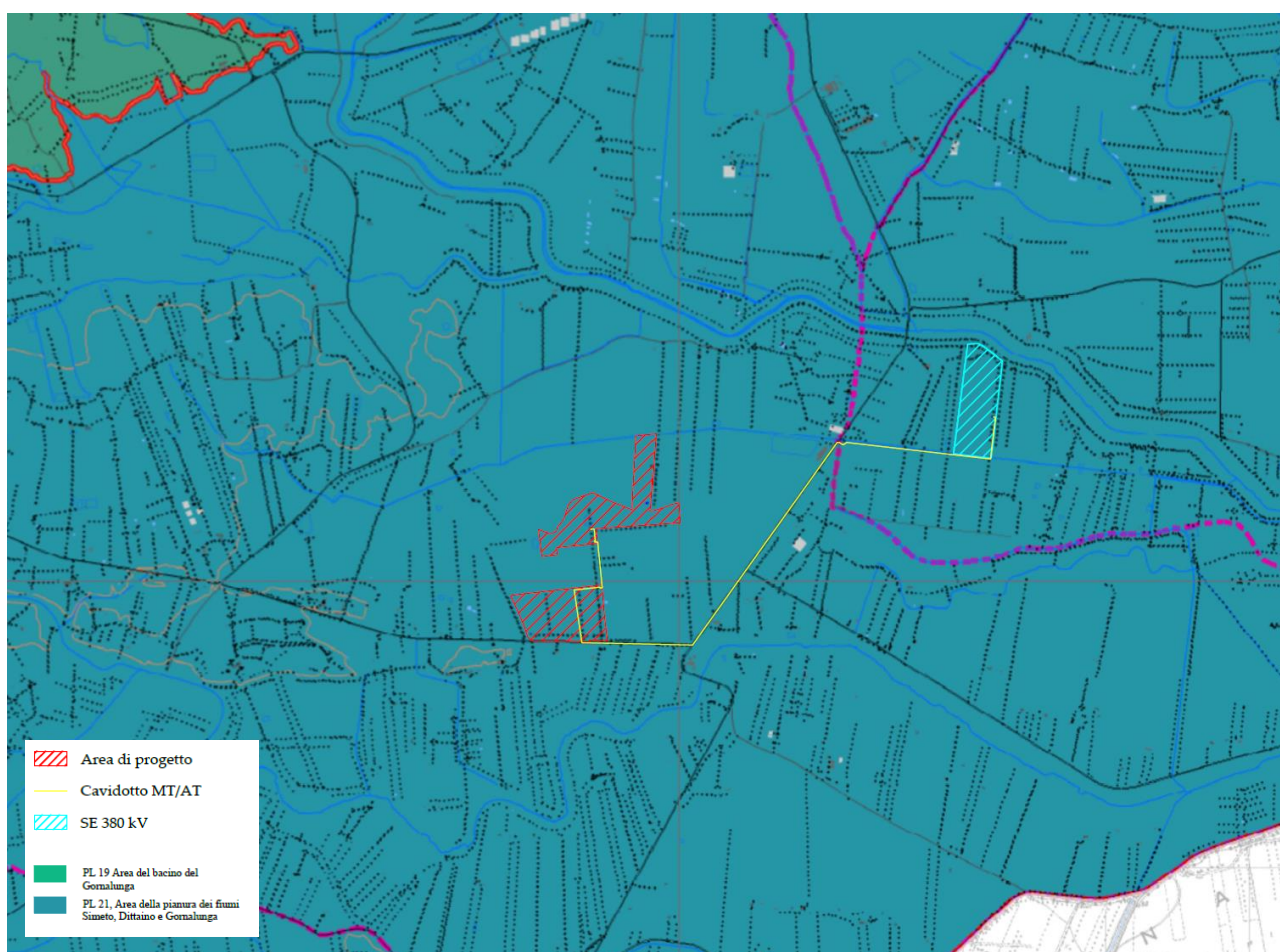 Area di progetto
Cavidotto MT/AT
SE 380 kV
PL 19 Area del bacino del
Gornalunga
PL 21, Area della pianura dei fiumi
Simeto, Dittaino e Gornalunga
N
A